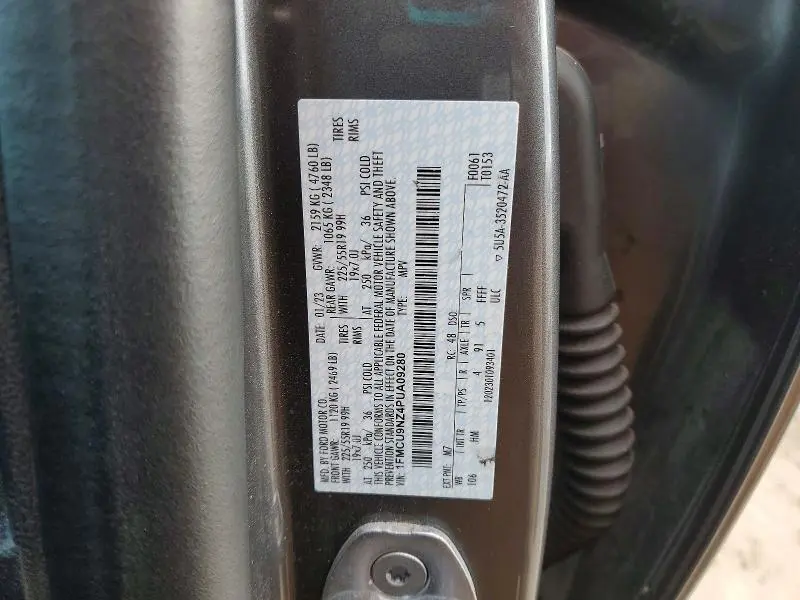 MFD. BY FORD MOTOR CO.
DATE: 01/23 GVWR: 2159 KG ( 4760 LB)
FRONT GAWR: 1120 KG ( 2469 LB) REAR GAWR: 1065 KG ( 2348 LB)
WITH 225/55R19 99H TIRES WITH 225/55R19 99H TIRES
19x7.0J RIMS 19x7.0J RIMS
AT 250 kPa/ 36 PSI COLD AT 250 kPa/ 36 PSI COLD
THIS VEHICLE CONFORMS TO ALL APPLICABLE FEDERAL MOTOR VEHICLE SAFETY AND THEFT
PREVENTION STANDARDS IN EFFECT ON THE DATE OF MANUFACTURE SHOWN ABOVE.
VIN: 1FMCU9NZ4PUA09280 TYPE: MPV
F0061
T0153
EXT PNT: M7 RC: 48 DSO:
WB INT TR TP/PS R AXLE TR SPR
106 HM 4 91 5 FFFF
1202301093401 ULC ▽ 5U5A-3520472-AA